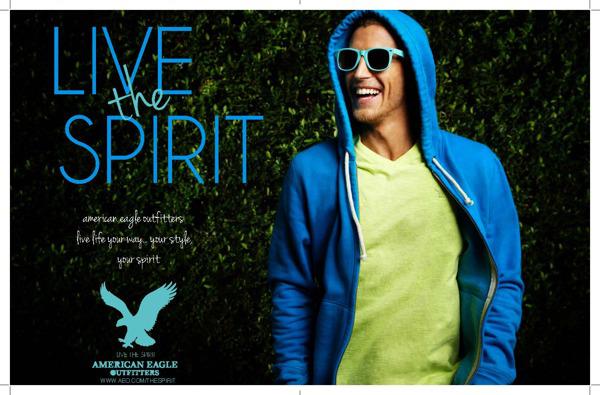 LIVE
the
SPIRIT
american eagle outfitters
live life your way... your style,
your spirit
LIVE THE SPIRIT
AMERICAN EAGLE
OUTFITTERS
WWW.AEO.COM/THESPIRIT